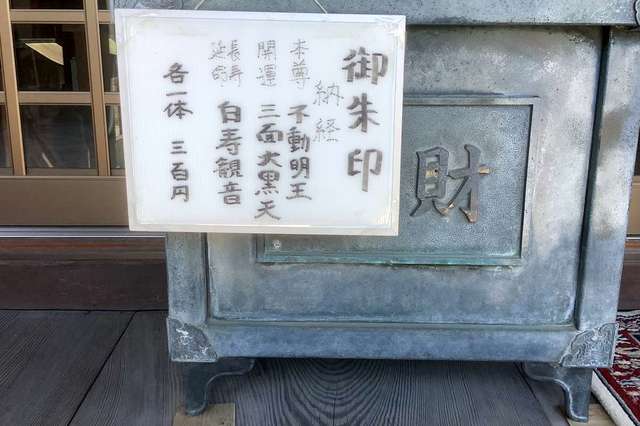 御朱印
納経
本尊 不動明王
開運 三面大黒天
長寿延命 白寿観音
各一体 三百円
財